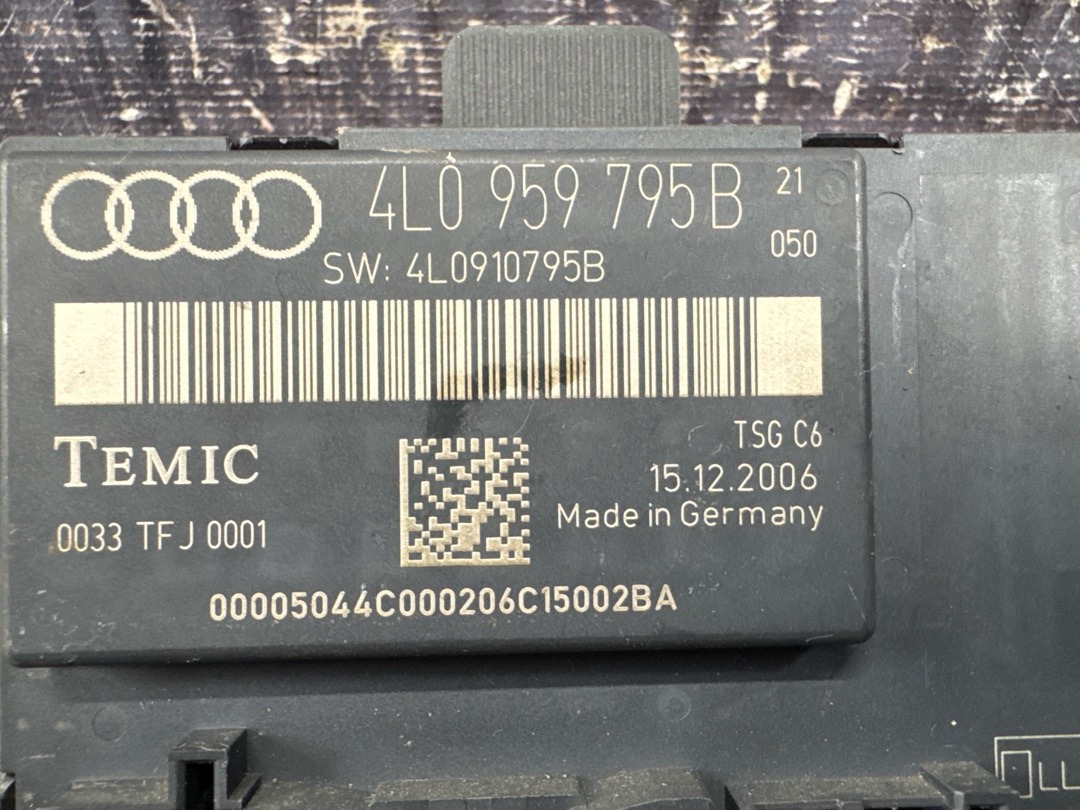 4L0 959 795 B 21
050
SW: 4L0910795B
TEMIC
TSG C6
15.12.2006
Made in Germany
0033 TFJ 0001
00005044C000206C15002BA